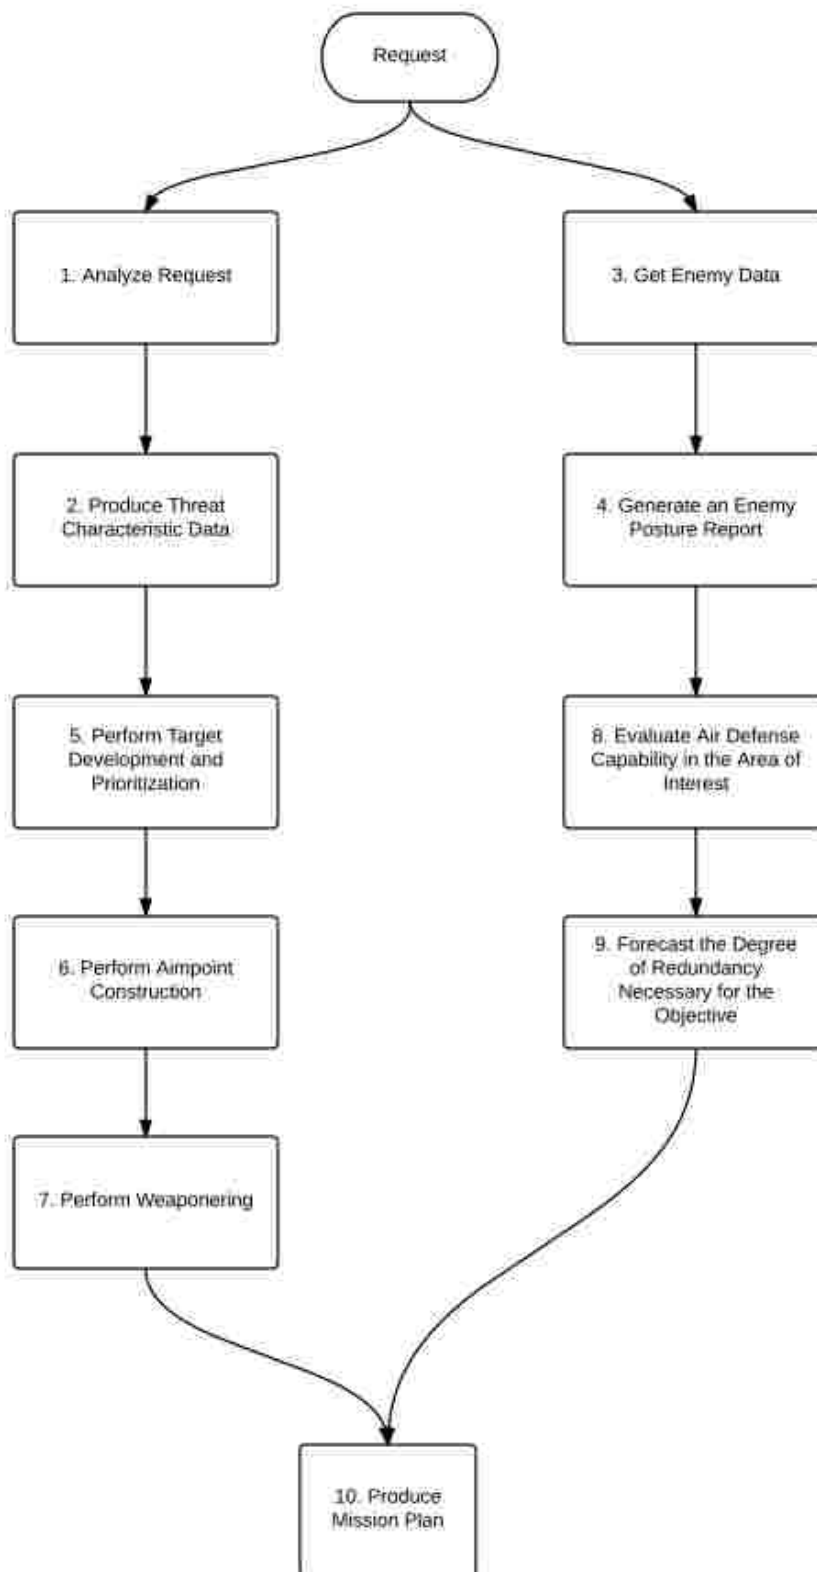 Request
1. Analyze Request
3. Get Enemy Data
2. Produce Threat
Characteristic Data
4. Generate an Enemy
Posture Report
5. Perform Target
Development and
Prioritization
8. Evaluate Air Defense
Capability in the Area of
Interest
6. Perform Aimpoint
Construction
9. Forecast the Degree
of Redundancy
Necessary for the
Objective
7. Perform Weaponering
10. Produce
Mission Plan